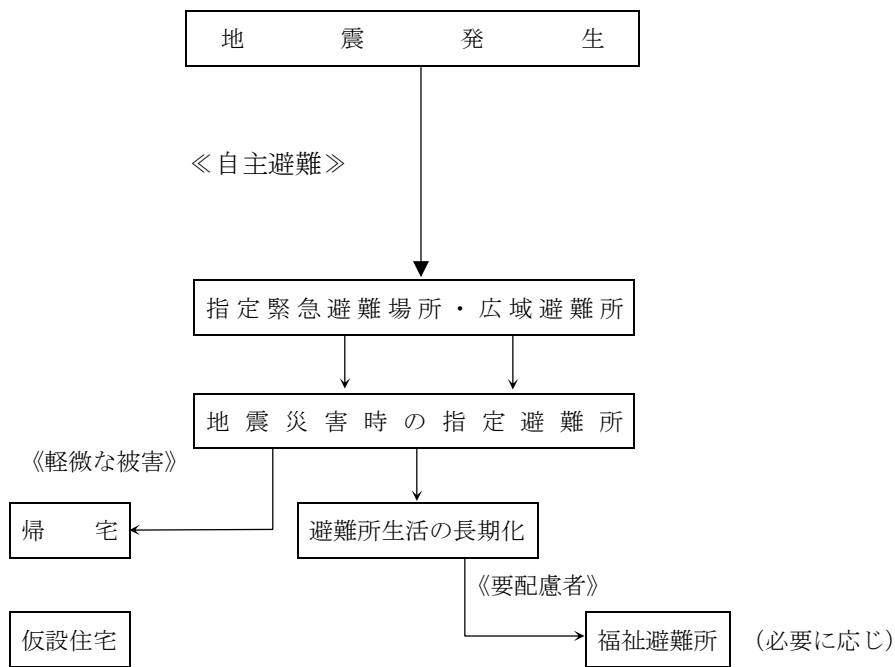 地震発生
≪自主避難≫
指定緊急避難場所・広域避難所
地震災害時の指定避難所
《軽微な被害》
帰宅
避難所生活の長期化
《要配慮者》
仮設住宅
福祉避難所 （必要に応じ）